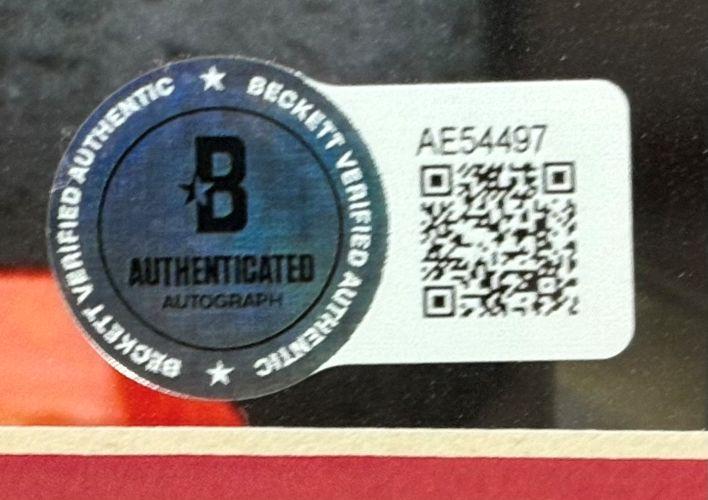 BECKETT VERIFIED AUTHENTIC
BECKETT VERIFIED AUTHENTIC
B
AUTHENTICATED
AUTOGRAPH
AE54497